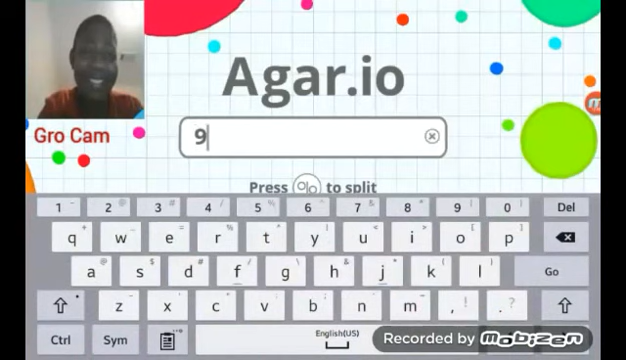 Agar.io
Gro Cam
9
Press to split
1 2 3 4 5 6 7 8 9 0 Del
q w e r t y u i o p
a s d f g h j k l Go
z x c v b n m , .
Ctrl Sym English(US)
Recorded by Mobizen